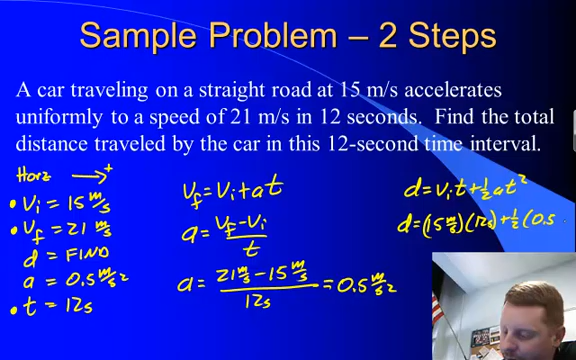 Sample Problem – 2 Steps
A car traveling on a straight road at 15 m/s accelerates
uniformly to a speed of 21 m/s in 12 seconds. Find the total
distance traveled by the car in this 12-second time interval.
Horz → +
• Vi = 15 m/s
• Vf = 21 m/s
d = FIND
a = 0.5 m/s²
• t = 12s
Vf = Vi + at
a = Vf - Vi / t
a = 21 m/s - 15 m/s / 12s = 0.5 m/s²
d = Vi t + ½ at²
d = (15 m/s)(12s) + ½ (0.5